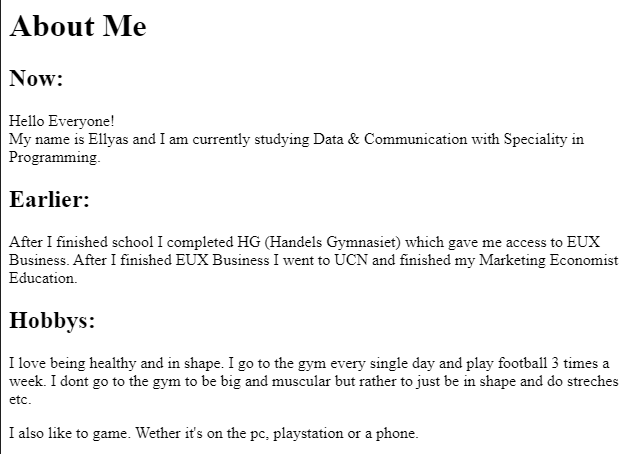 About Me
Now:
Hello Everyone!
My name is Ellyas and I am currently studying Data & Communication with Speciality in
Programming.
Earlier:
After I finished school I completed HG (Handels Gymnasiet) which gave me access to EUX
Business. After I finished EUX Business I went to UCN and finished my Marketing Economist
Education.
Hobbys:
I love being healthy and in shape. I go to the gym every single day and play football 3 times a
week. I dont go to the gym to be big and muscular but rather to just be in shape and do streches
etc.
I also like to game. Wether it's on the pc, playstation or a phone.